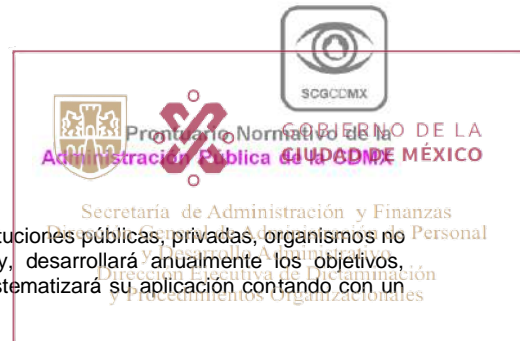 SCGCDMX
Prontuario Normativo de la
Administración Pública de la CDMX
GOBIERNO DE LA
CIUDAD DE MÉXICO
Secretaría de Administración y Finanzas
Dirección General de Administración de Personal
y Desarrollo Administrativo
Dirección Ejecutiva de Dictaminación
y Procedimientos Organizacionales
tuciones públicas, privadas, organismos no
y, desarrollará anualmente los objetivos,
stematizará su aplicación contando con un